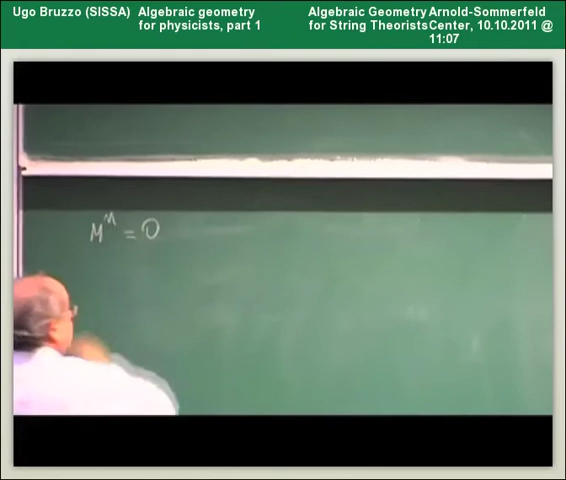 Ugo Bruzzo (SISSA)
Algebraic geometry
for physicists, part 1
Algebraic Geometry
for String Theorists
Arnold-Sommerfeld
Center, 10.10.2011 @
11:07
M^n = 0